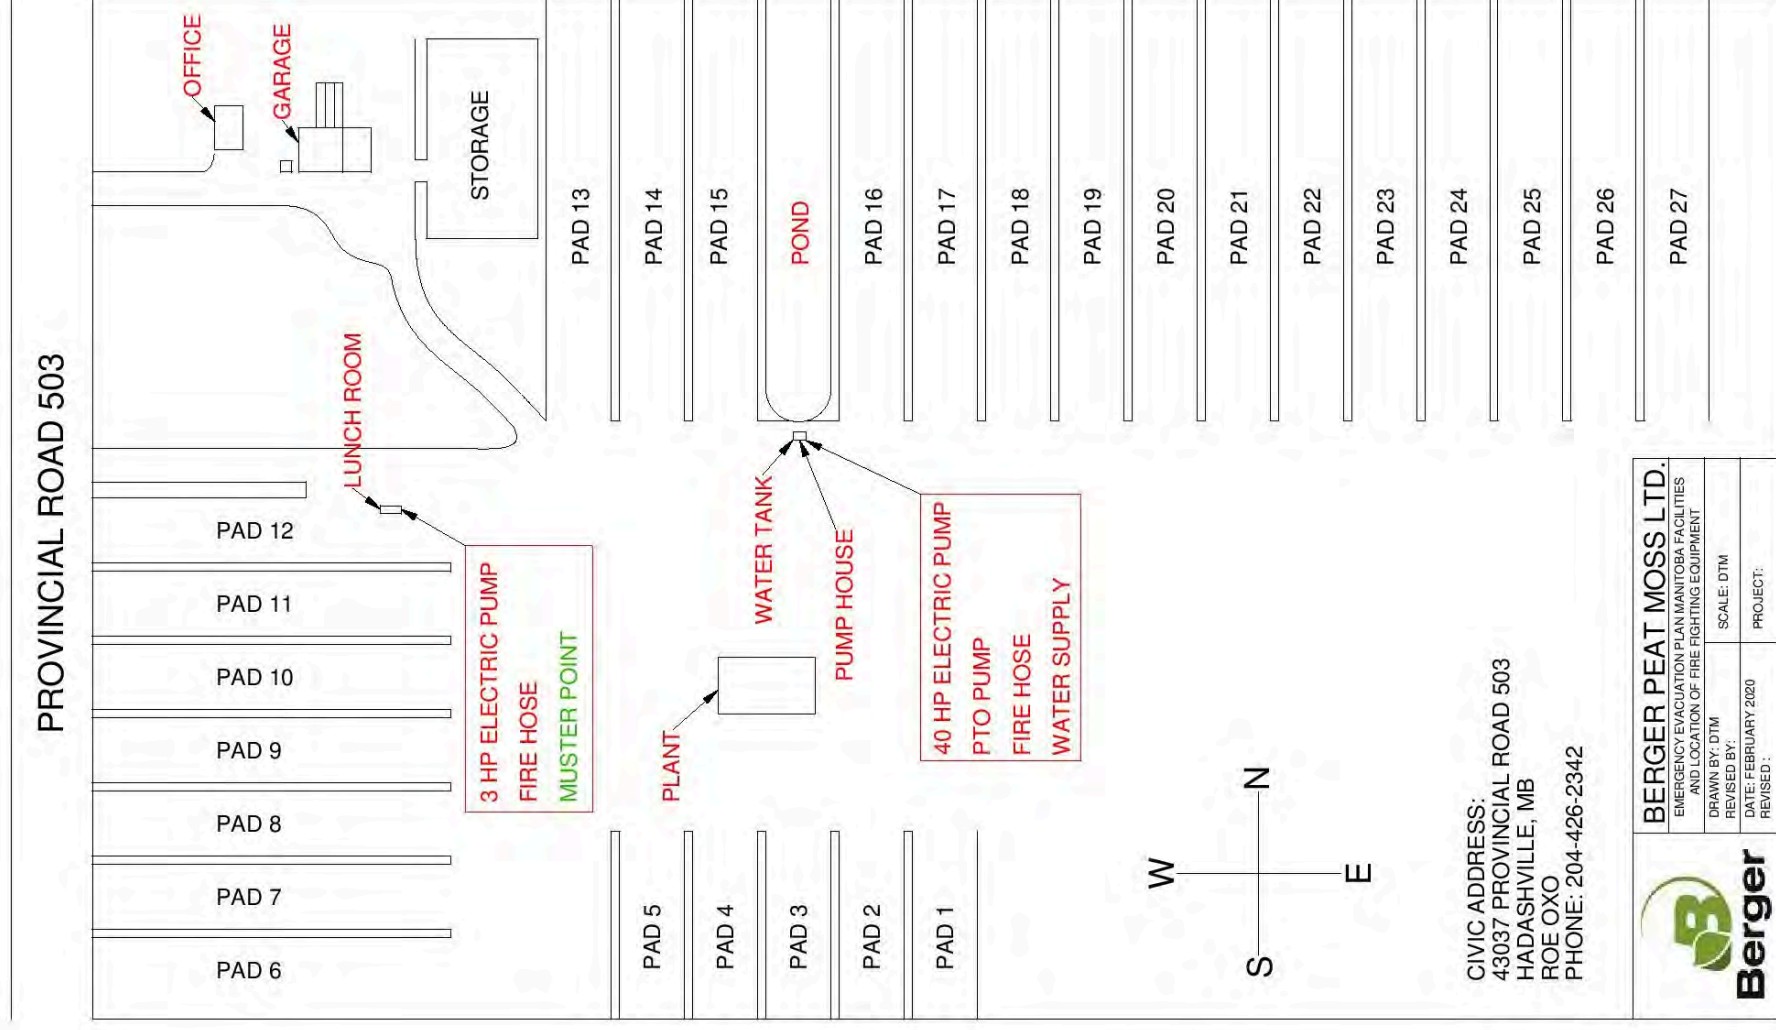 PROVINCIAL ROAD 503
OFFICE
GARAGE
STORAGE
LUNCH ROOM
PAD 12
PAD 11
PAD 10
PAD 9
PAD 8
PAD 7
PAD 6
3 HP ELECTRIC PUMP
FIRE HOSE
MUSTER POINT
PAD 13
PAD 14
PAD 15
POND
PAD 16
PAD 17
PAD 18
PAD 19
PAD 20
PAD 21
PAD 22
PAD 23
PAD 24
PAD 25
PAD 26
PAD 27
WATER TANK
PUMP HOUSE
PLANT
40 HP ELECTRIC PUMP
PTO PUMP
FIRE HOSE
WATER SUPPLY
PAD 5
PAD 4
PAD 3
PAD 2
PAD 1
W
N
S
E
CIVIC ADDRESS:
43037 PROVINCIAL ROAD 503
HADASHVILLE, MB
ROE OXO
PHONE: 204-426-2342
BERGER PEAT MOSS LTD.
EMERGENCY EVACUATION PLAN MANITOBA FACILITIES
AND LOCATION OF FIRE FIGHTING EQUIPMENT
DRAWN BY: DTM
REVISED BY:
SCALE: DTM
DATE: FEBRUARY 2020
REVISED :
PROJECT:
B
Berger